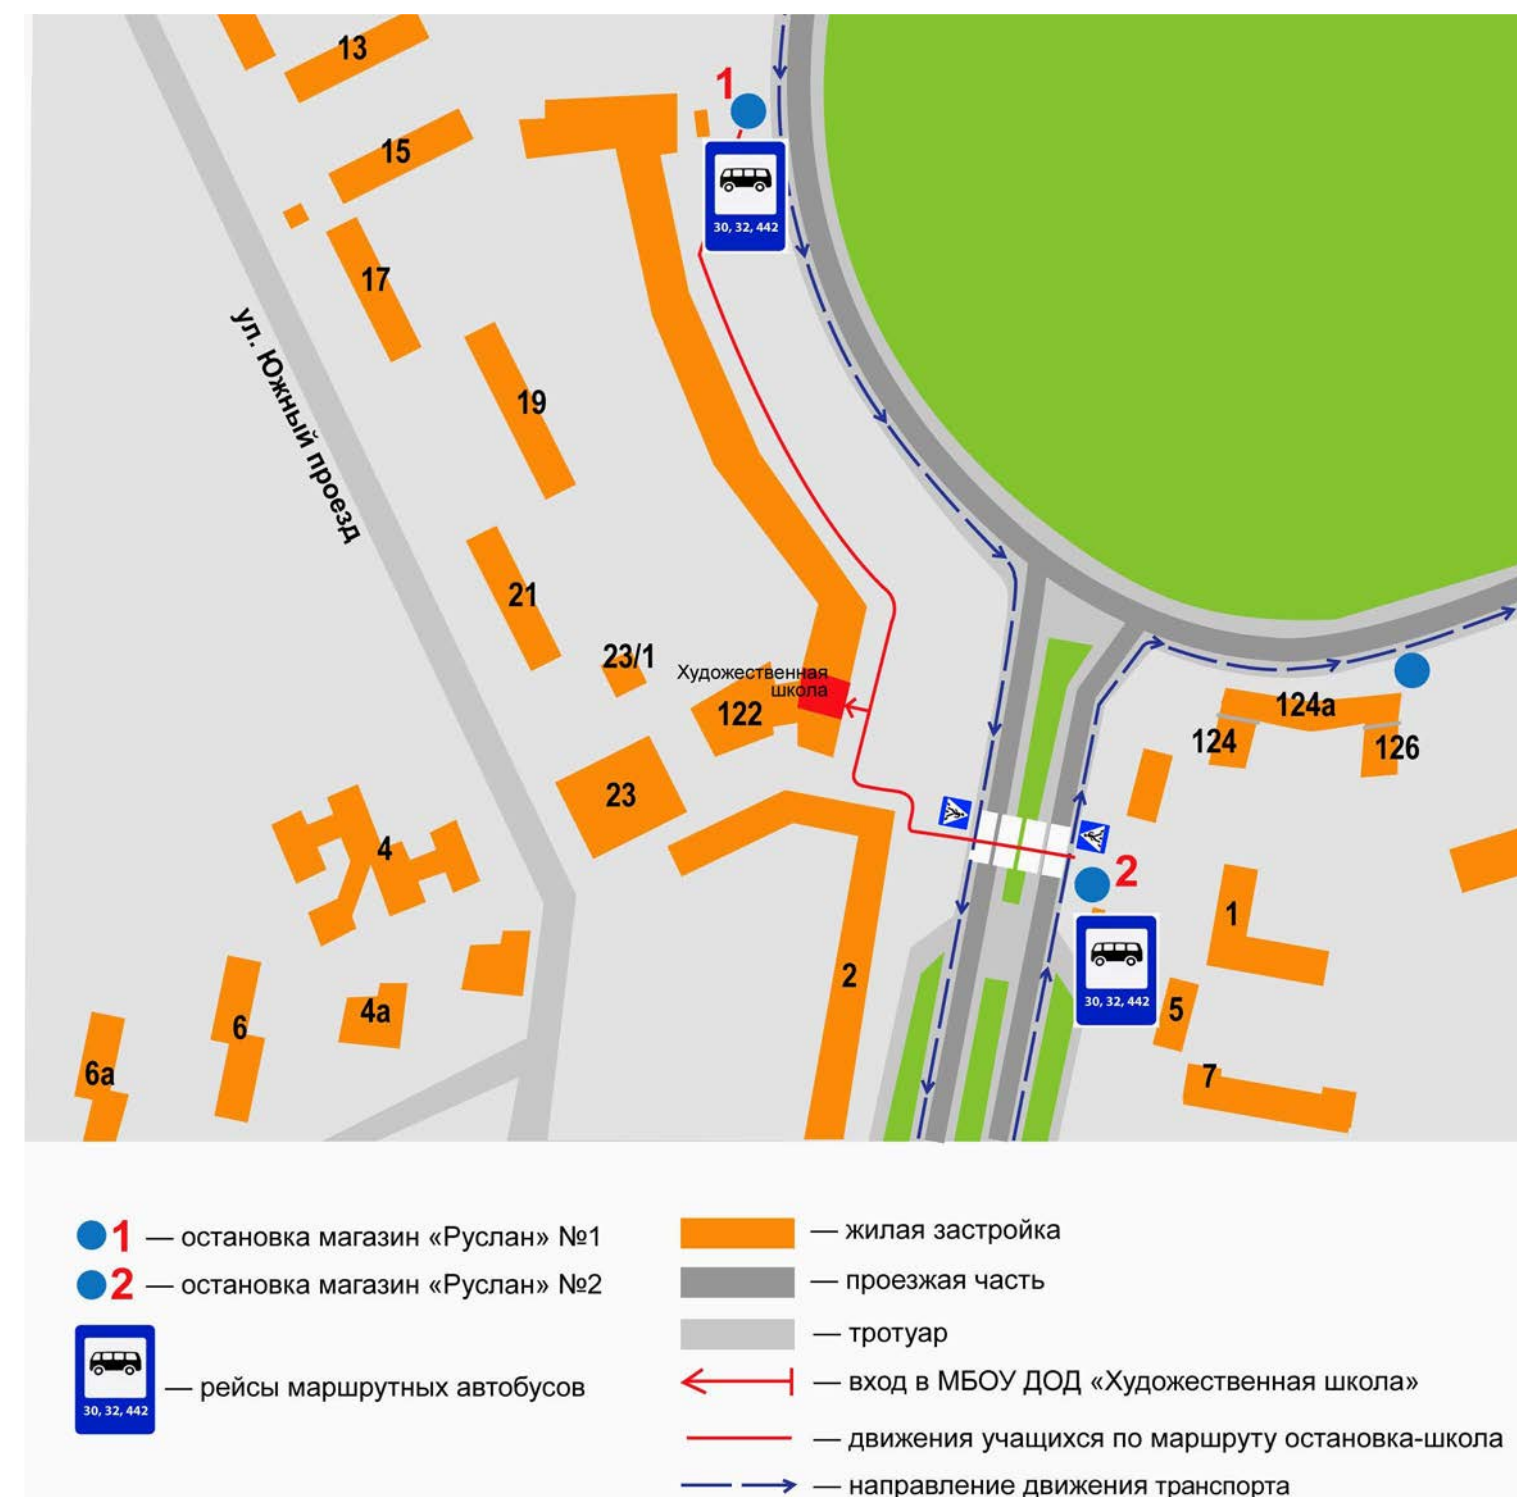 13
1
15
30, 32, 442
17
ул. Южный проезд
19
21
23/1
Художественная
школа
122
124а
124
126
23
4
2
1
2
30, 32, 442
4а
5
6
6а
7
1 — остановка магазин «Руслан» №1
2 — остановка магазин «Руслан» №2
30, 32, 442
— рейсы маршрутных автобусов
— жилая застройка
— проезжая часть
— тротуар
— вход в МБОУ ДОД «Художественная школа»
— движения учащихся по маршруту остановка-школа
— направление движения транспорта